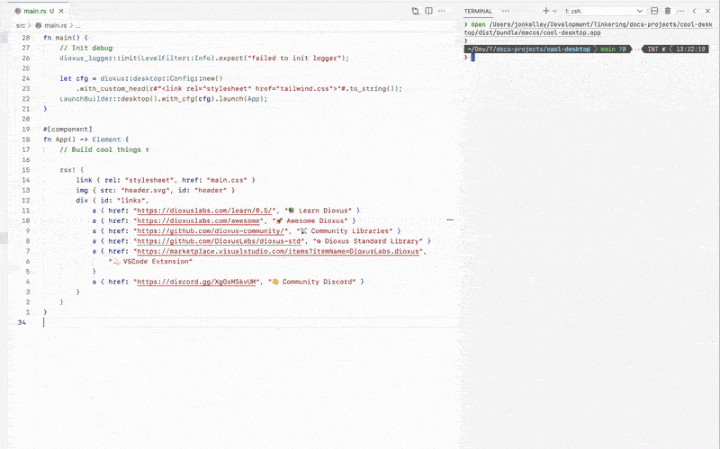 main.rs U
src > main.rs > ...
28 fn main() {
27 // Init debug
26 dioxus_logger::init(LevelFilter::Info).expect("failed to init logger");
25
24 let cfg = dioxus::desktop::Config::new()
23 .with_custom_head(r#"<link rel="stylesheet" href="tailwind.css">"#.to_string());
22 LaunchBuilder::desktop().with_cfg(cfg).launch(App);
21 }
20
19 #[component]
18 fn App() -> Element {
17 // Build cool things
16
15 rsx! {
14 link { rel: "stylesheet", href: "main.css" }
13 img { src: "header.svg", id: "header" }
12 div { id: "links",
11 a { href: "https://dioxuslabs.com/learn/0.5/", "📚 Learn Dioxus" }
10 a { href: "https://dioxuslabs.com/awesome", "🚀 Awesome Dioxus" }
9 a { href: "https://github.com/dioxus-community/", "📡 Community Libraries" }
8 a { href: "https://github.com/DioxusLabs/dioxus-std", "⚙ Dioxus Standard Library" }
7 a { href: "https://marketplace.visualstudio.com/items?itemName=DioxusLabs.dioxus",
6 "💫 VSCode Extension"
5 }
4 a { href: "https://discord.gg/XgGxMSkvUM", "👋 Community Discord" }
3 }
2 }
1 }
34
TERMINAL
1: zsh
open /Users/jonkelley/Development/Tinkering/docs-projects/cool-desktop/dist/bundle/macos/cool-desktop.app
~/Dev/T/docs-projects/cool-desktop main ?8 INT 13:22:10